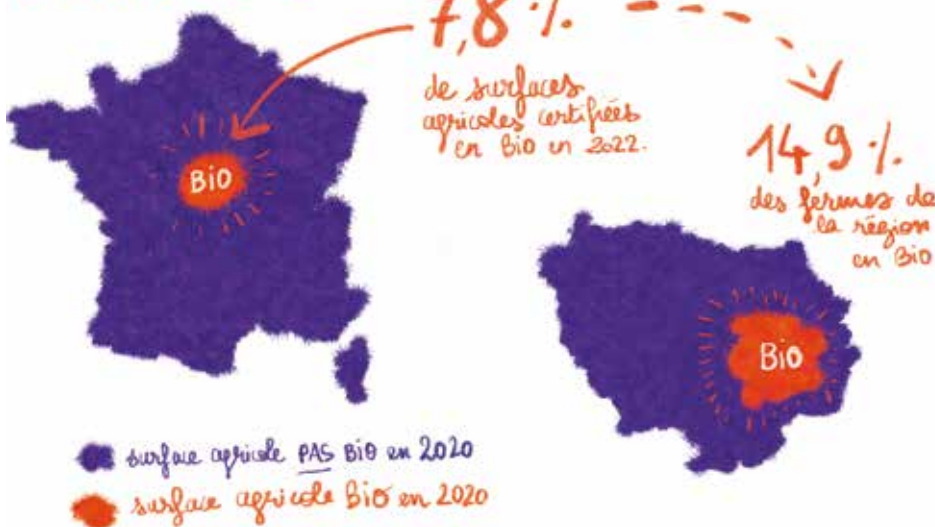 7,8 %
de surfaces
agricoles certifiées
en Bio en 2022.
14,9 %
des fermes de
la région
en Bio
Bio
Bio
surface agricole PAS BiO en 2020
surface agricole BiO en 2020